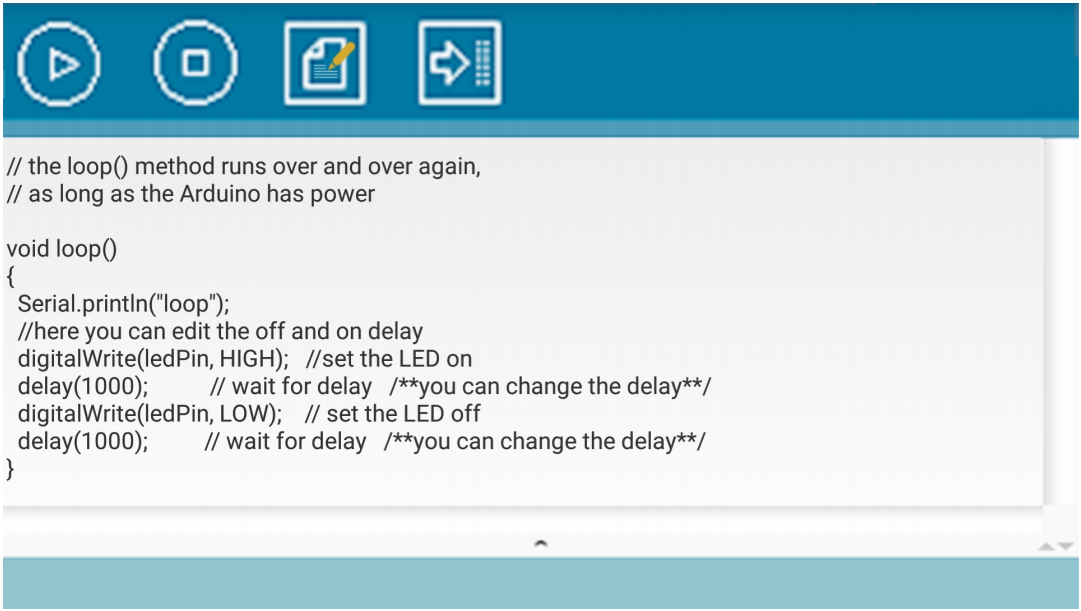 // the loop() method runs over and over again,
// as long as the Arduino has power
void loop()
{
Serial.println("loop");
//here you can edit the off and on delay
digitalWrite(ledPin, HIGH); //set the LED on
delay(1000); // wait for delay /**you can change the delay**/
digitalWrite(ledPin, LOW); // set the LED off
delay(1000); // wait for delay /**you can change the delay**/
}